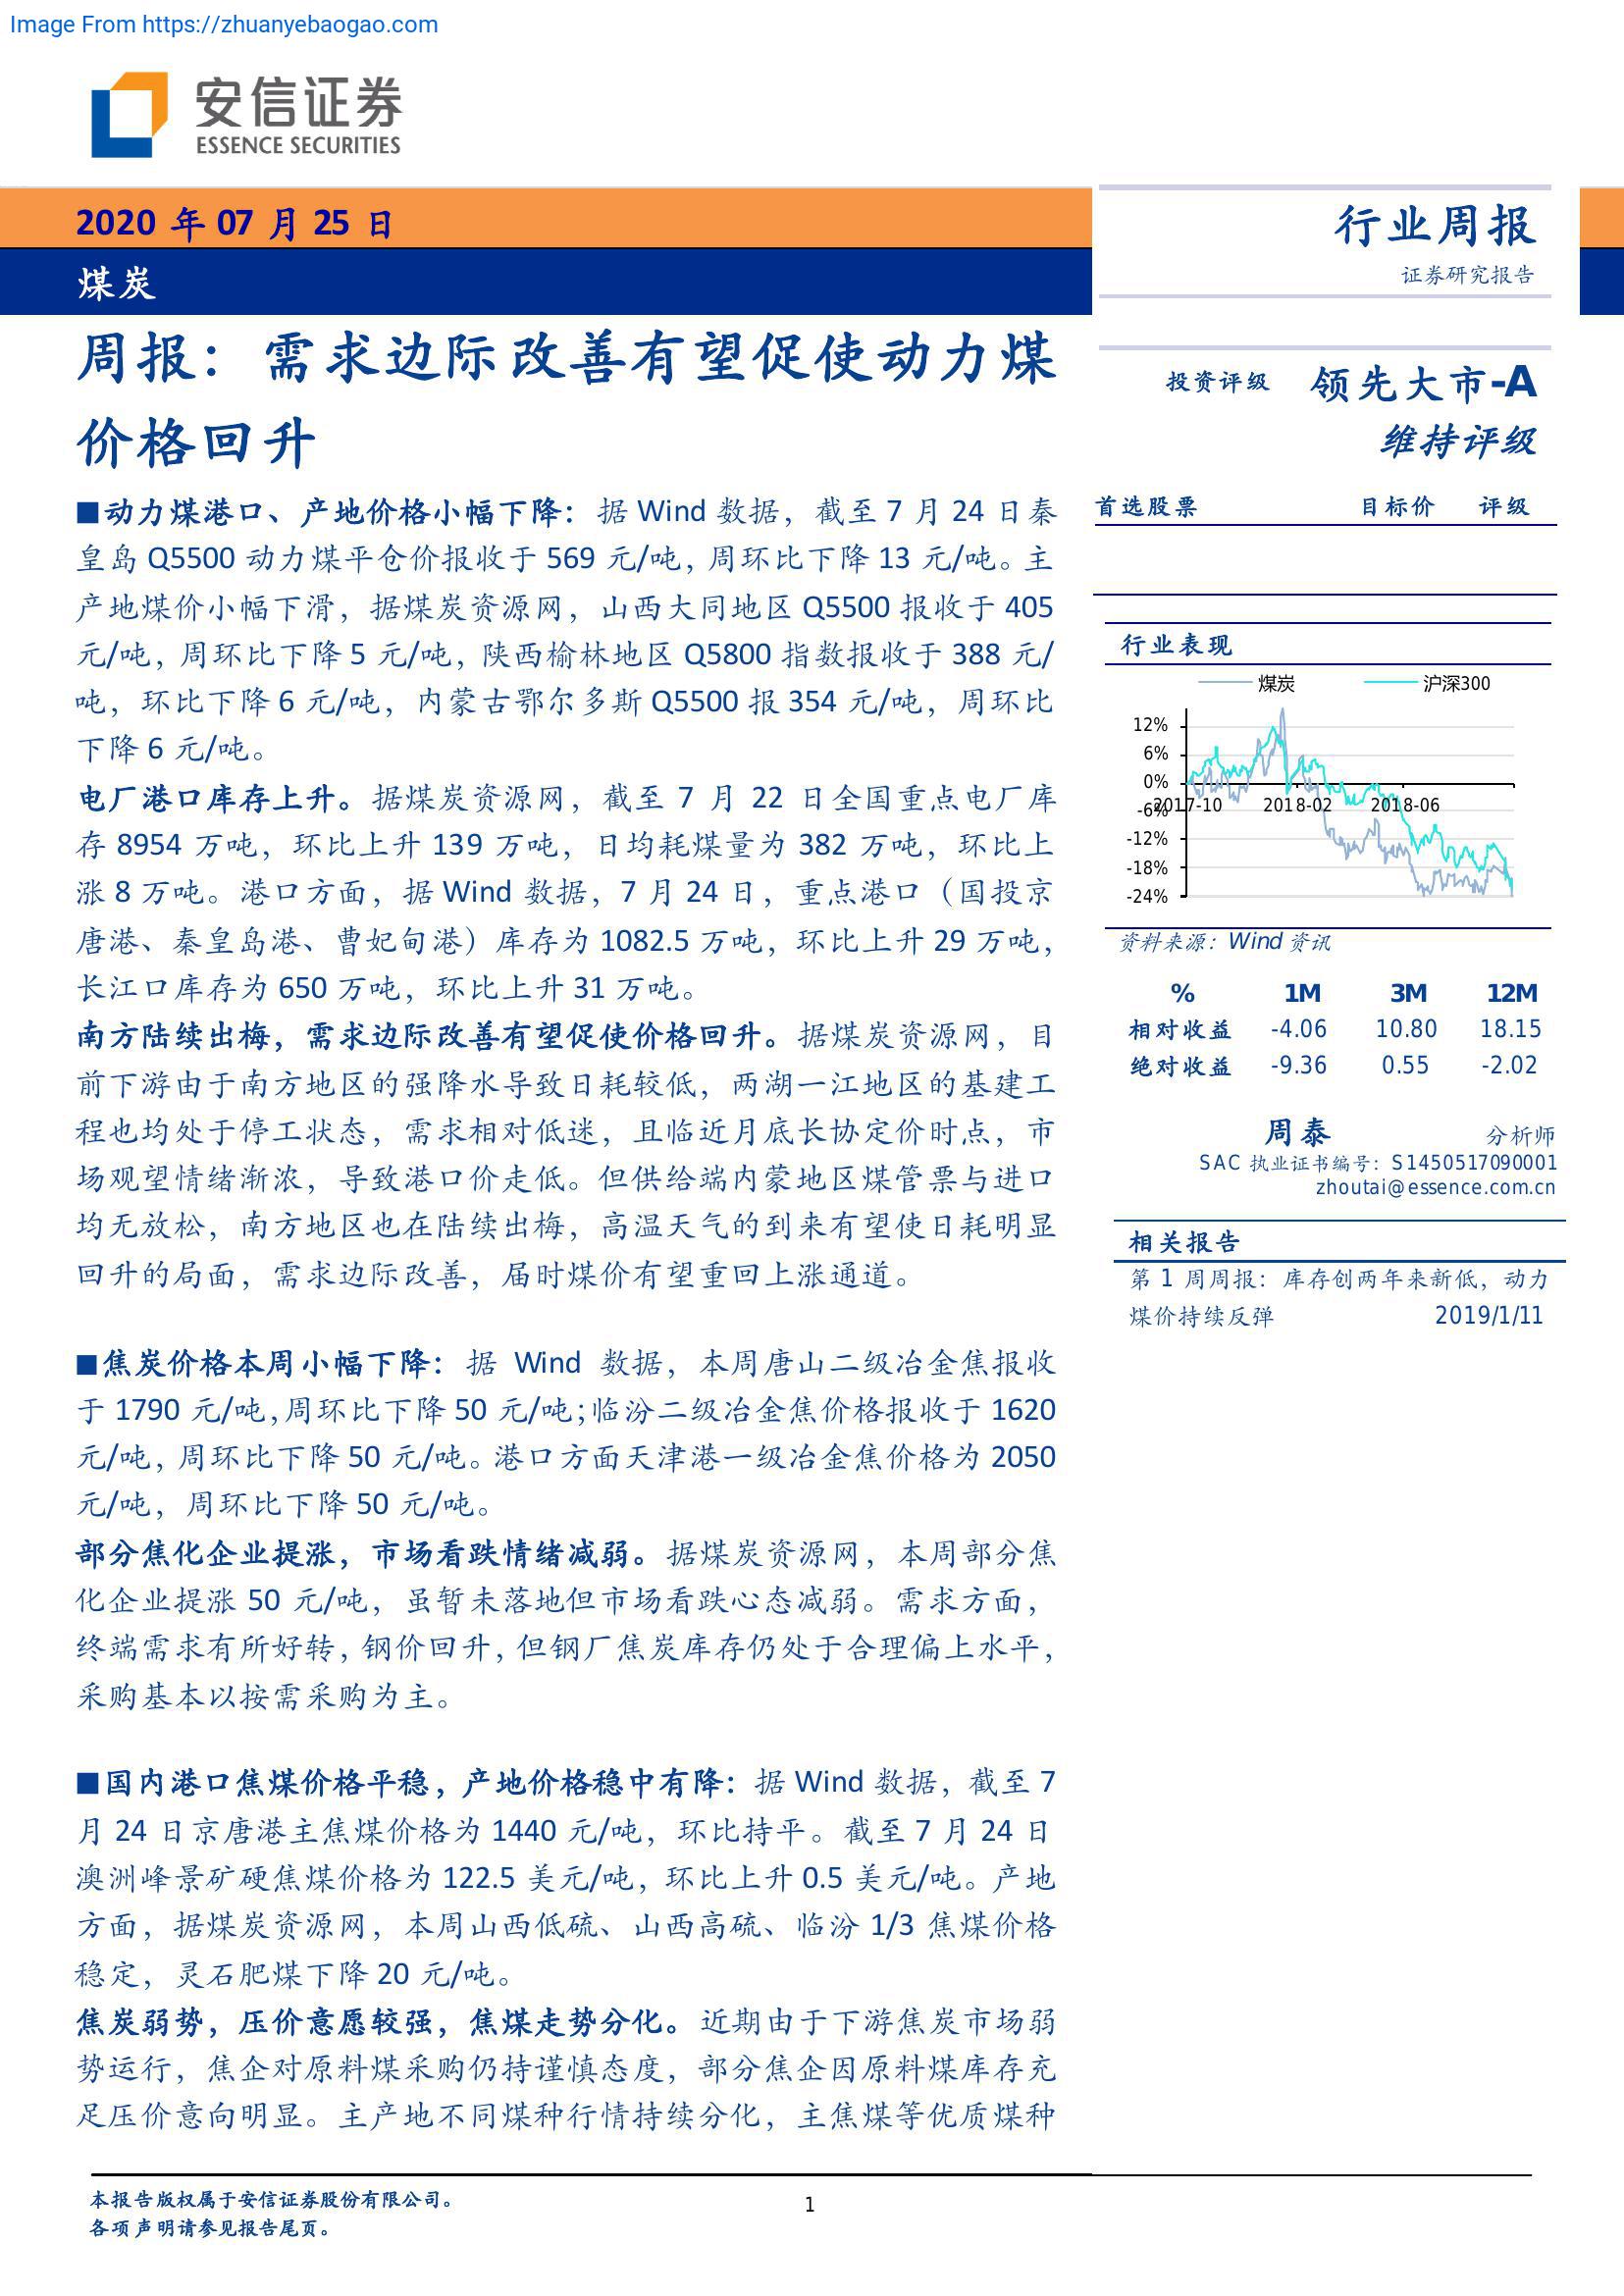 Image From https://zhuanyebaogao.com
安信证券
ESSENCE SECURITIES
2020 年 07 月 25 日
煤炭
周报：需求边际改善有望促使动力煤
价格回升
■动力煤港口、产地价格小幅下降：据 Wind 数据，截至 7 月 24 日秦
皇岛 Q5500 动力煤平仓价报收于 569 元/吨，周环比下降 13 元/吨。主
产地煤价小幅下滑，据煤炭资源网，山西大同地区 Q5500 报收于 405
元/吨，周环比下降 5 元/吨，陕西榆林地区 Q5800 指数报收于 388 元/
吨，环比下降 6 元/吨，内蒙古鄂尔多斯 Q5500 报 354 元/吨，周环比
下降 6 元/吨。
电厂港口库存上升。据煤炭资源网，截至 7 月 22 日全国重点电厂库
存 8954 万吨，环比上升 139 万吨，日均耗煤量为 382 万吨，环比上
涨 8 万吨。港口方面，据 Wind 数据，7 月 24 日，重点港口（国投京
唐港、秦皇岛港、曹妃甸港）库存为 1082.5 万吨，环比上升 29 万吨，
长江口库存为 650 万吨，环比上升 31 万吨。
南方陆续出梅，需求边际改善有望促使价格回升。据煤炭资源网，目
前下游由于南方地区的强降水导致日耗较低，两湖一江地区的基建工
程也均处于停工状态，需求相对低迷，且临近月底长协定价时点，市
场观望情绪渐浓，导致港口价走低。但供给端内蒙地区煤管票与进口
均无放松，南方地区也在陆续出梅，高温天气的到来有望使日耗明显
回升的局面，需求边际改善，届时煤价有望重回上涨通道。
■焦炭价格本周小幅下降：据 Wind 数据，本周唐山二级冶金焦报收
于 1790 元/吨,周环比下降 50 元/吨;临汾二级冶金焦价格报收于 1620
元/吨，周环比下降 50 元/吨。港口方面天津港一级冶金焦价格为 2050
元/吨，周环比下降 50 元/吨。
部分焦化企业提涨，市场看跌情绪减弱。据煤炭资源网，本周部分焦
化企业提涨 50 元/吨，虽暂未落地但市场看跌心态减弱。需求方面，
终端需求有所好转,钢价回升,但钢厂焦炭库存仍处于合理偏上水平，
采购基本以按需采购为主。
■国内港口焦煤价格平稳，产地价格稳中有降：据 Wind 数据，截至 7
月 24 日京唐港主焦煤价格为 1440 元/吨，环比持平。截至 7 月 24 日
澳洲峰景矿硬焦煤价格为 122.5 美元/吨，环比上升 0.5 美元/吨。产地
方面，据煤炭资源网，本周山西低硫、山西高硫、临汾 1/3 焦煤价格
稳定，灵石肥煤下降 20 元/吨。
焦炭弱势，压价意愿较强，焦煤走势分化。近期由于下游焦炭市场弱
势运行，焦企对原料煤采购仍持谨慎态度，部分焦企因原料煤库存充
足压价意向明显。主产地不同煤种行情持续分化，主焦煤等优质煤种
行业周报
证券研究报告
投资评级 领先大市-A
维持评级
首选股票 目标价 评级
行业表现
煤炭 沪深300
12%
6%
0%
-6%
-12%
-18%
-24%
2017-10 2018-02 2018-06
资料来源：Wind 资讯
% 1M 3M 12M
相对收益 -4.06 10.80 18.15
绝对收益 -9.36 0.55 -2.02
周泰 分析师
SAC 执业证书编号：S1450517090001
zhoutai@essence.com.cn
相关报告
第 1 周周报：库存创两年来新低，动力
煤价持续反弹 2019/1/11
本报告版权属于安信证券股份有限公司。
各项声明请参见报告尾页。
1